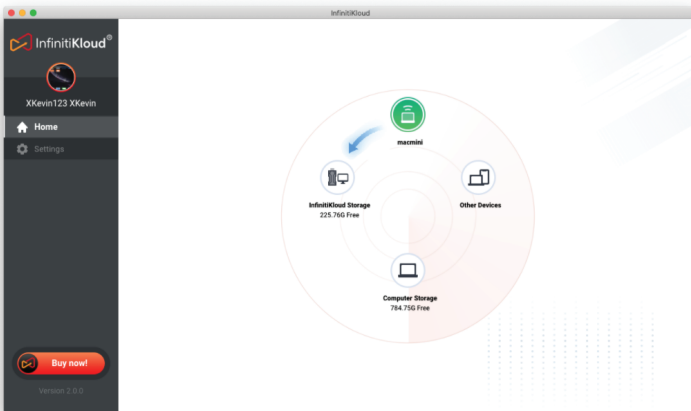 InfinitiKloud
InfinitiKloud®
XKevin123 XKevin
Home
Settings
macmini
InfinitiKloud Storage
225.76G Free
Other Devices
Computer Storage
784.75G Free
Buy now!
Version 2.0.0